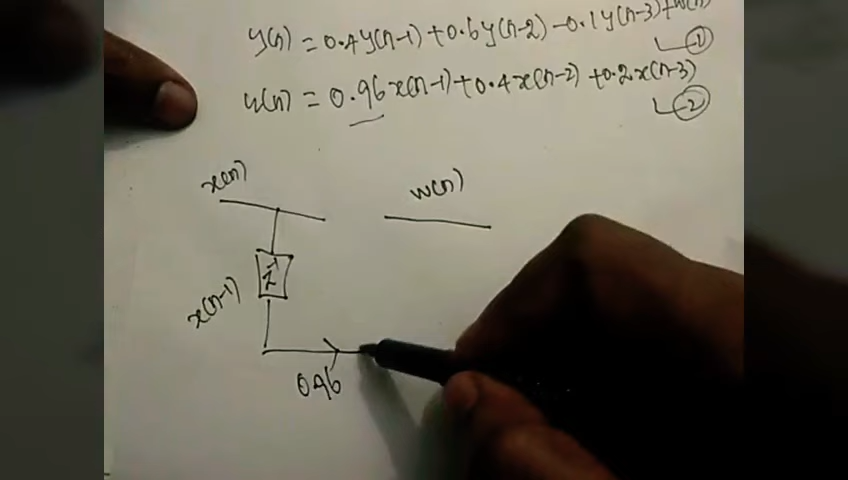 y(n) = 0.4y(n-1) + 0.6y(n-2) - 0.1y(n-3) + w(n)
1
w(n) = 0.96x(n-1) + 0.4x(n-2) + 0.2x(n-3)
2
x(n) w(n)
x(n-1) z⁻¹
0.96